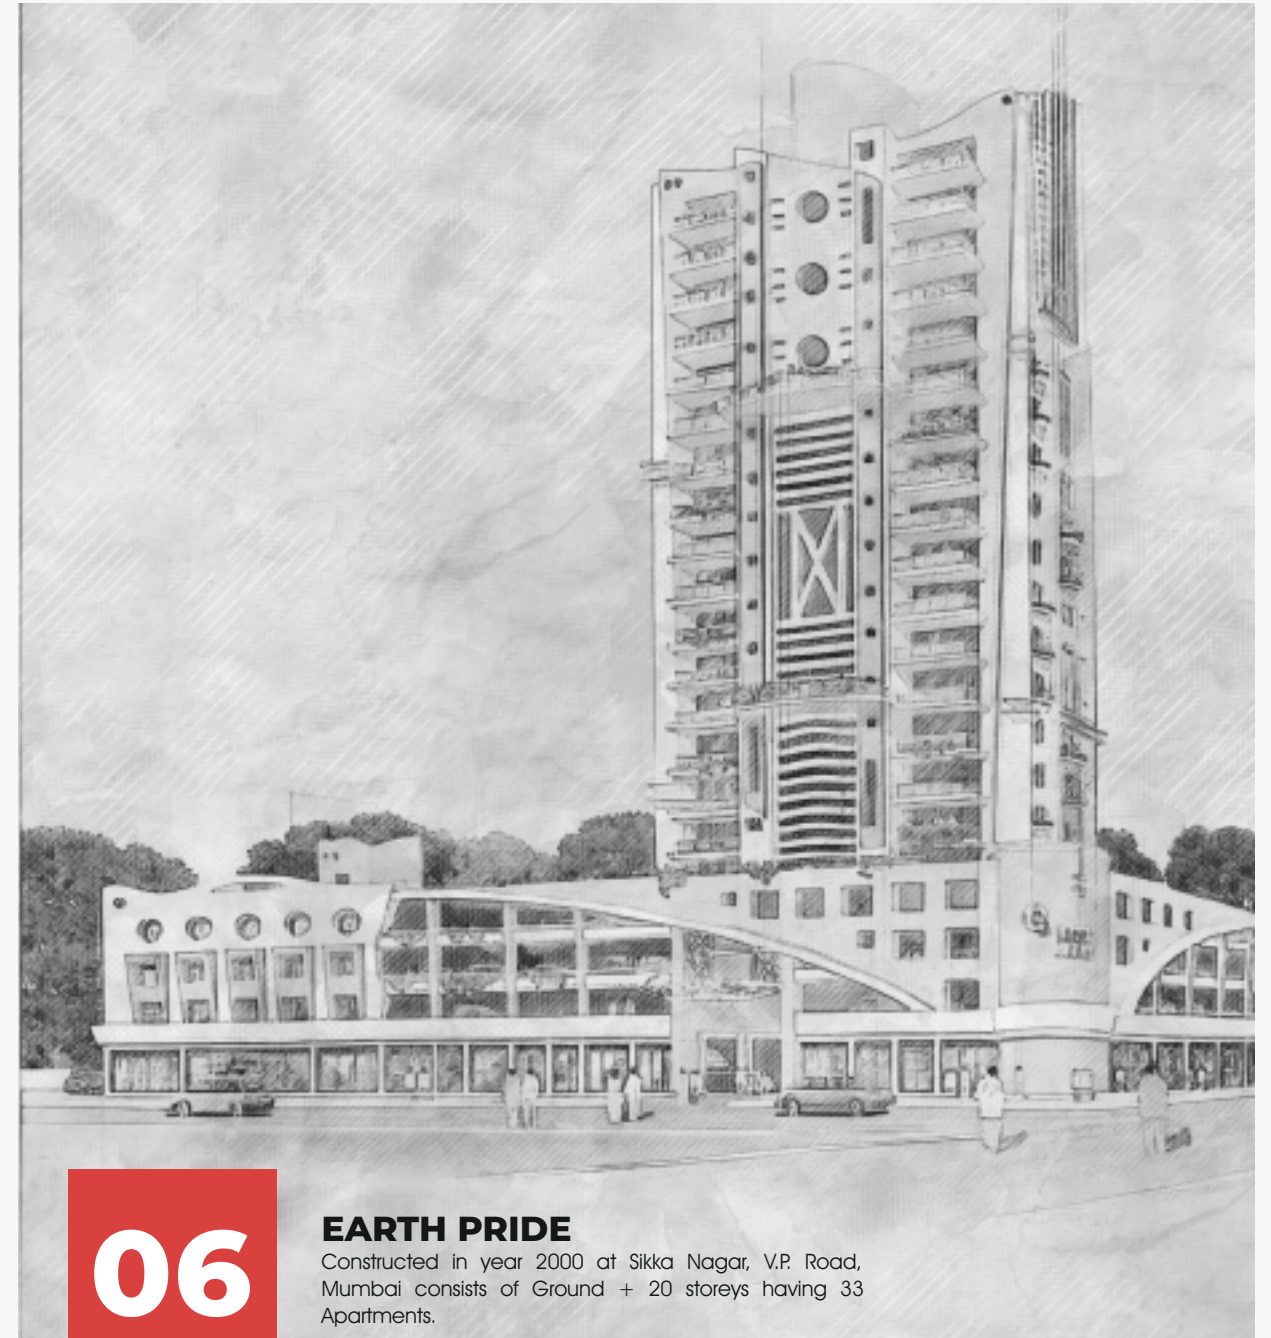 06
EARTH PRIDE
Constructed in year 2000 at Sikka Nagar, V.P. Road,
Mumbai consists of Ground + 20 storeys having 33
Apartments.